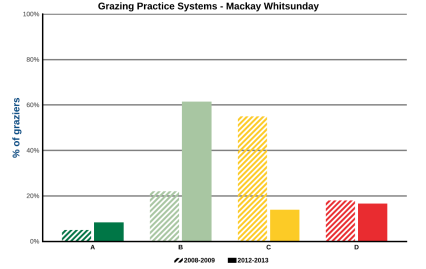 Grazing Practice Systems - Mackay Whitsunday
% of graziers
100%
80%
60%
40%
20%
0%
A B C D
2008-2009 2012-2013